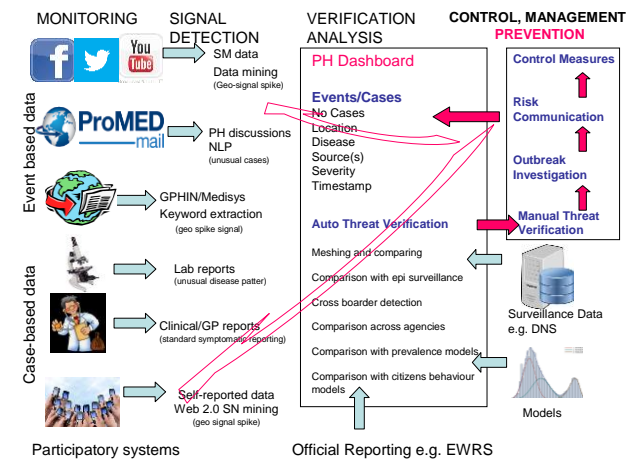 MONITORING
SIGNAL
DETECTION
VERIFICATION
ANALYSIS
CONTROL, MANAGEMENT
PREVENTION
Event based data
Case-based data
You
Tube
SM data
Data mining
(Geo-signal spike)
ProMED
mail
PH discussions
NLP
(unusual cases)
GPHIN/Medisys
Keyword extraction
(geo spike signal)
Lab reports
(unusual disease patter)
Clinical/GP reports
(standard symptomatic reporting)
Self-reported data
Web 2.0 SN mining
(geo signal spike)
Participatory systems
PH Dashboard
Events/Cases
No Cases
Location
Disease
Source(s)
Severity
Timestamp
Auto Threat Verification
Meshing and comparing
Comparison with epi surveillance
Cross boarder detection
Comparison across agencies
Comparison with prevalence models
Comparison with citizens behaviour
models
Official Reporting e.g. EWRS
Control Measures
Risk
Communication
Outbreak
Investigation
Manual Threat
Verification
Surveillance Data
e.g. DNS
Models